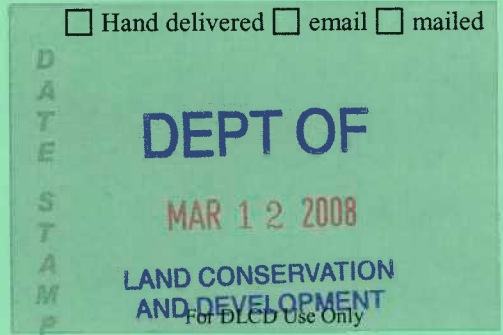 ☐ Hand delivered ☐ email ☐ mailed
DATE STAMP
DEPT OF
MAR 12 2008
LAND CONSERVATION
AND DEVELOPMENT
For DLCD Use Only